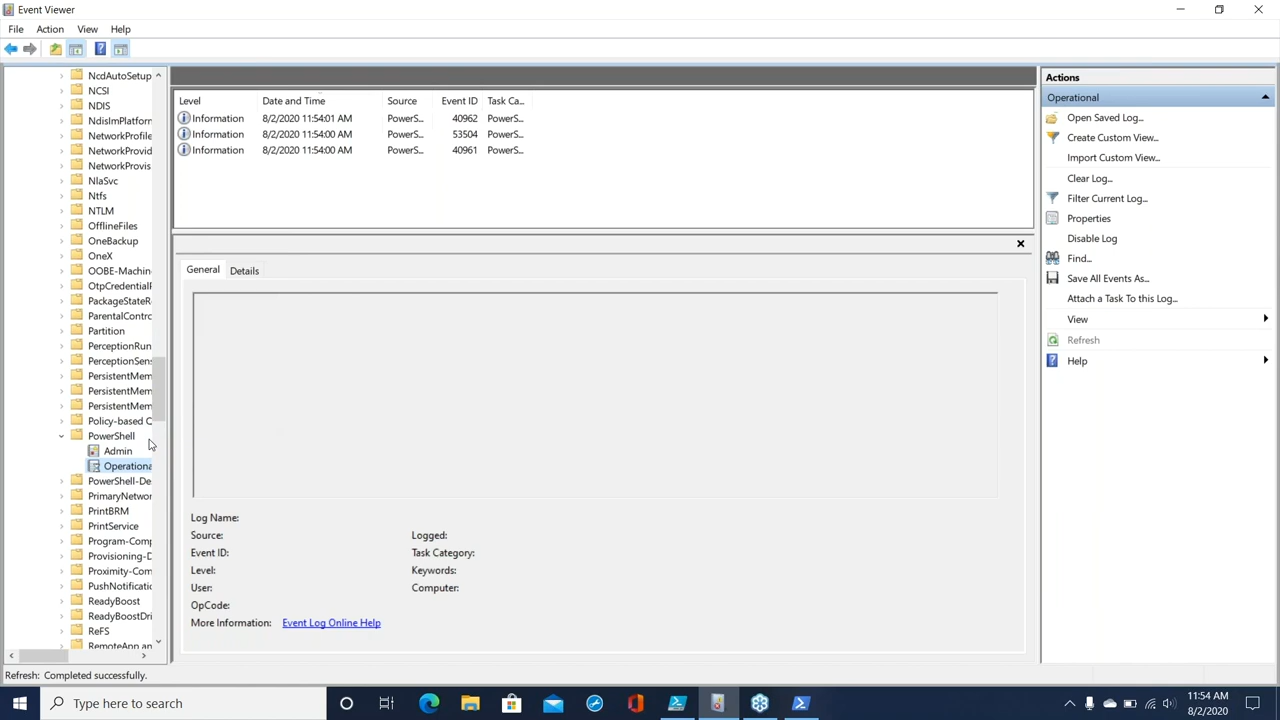 Event Viewer
File Action View Help
NcdAutoSetup
NCSI
NDIS
NdisImPlatforn
NetworkProfile
NetworkProvid
NetworkProvis
NlaSvc
Ntfs
NTLM
OfflineFiles
OneBackup
OneX
OOBE-Machin
OtpCredentialF
PackageStateR
ParentalContro
Partition
PerceptionRun
PerceptionSens
PersistentMem
PersistentMem
PersistentMem
Policy-based Q
PowerShell
Admin
Operationa
PowerShell-De
PrimaryNetwor
PrintBRM
PrintService
Program-Comp
Provisioning-D
Proximity-Com
PushNotificatio
ReadyBoost
ReadyBoostDri
ReFS
RemoteApp an
Level Date and Time Source Event ID Task Ca...
Information 8/2/2020 11:54:01 AM PowerS... 40962 PowerS...
Information 8/2/2020 11:54:00 AM PowerS... 53504 PowerS...
Information 8/2/2020 11:54:00 AM PowerS... 40961 PowerS...
General Details
Log Name:
Source: Logged:
Event ID: Task Category:
Level: Keywords:
User: Computer:
OpCode:
More Information: Event Log Online Help
Actions
Operational
Open Saved Log...
Create Custom View...
Import Custom View...
Clear Log...
Filter Current Log...
Properties
Disable Log
Find...
Save All Events As...
Attach a Task To this Log...
View
Refresh
Help
Refresh: Completed successfully.
Type here to search
11:54 AM
8/2/2020